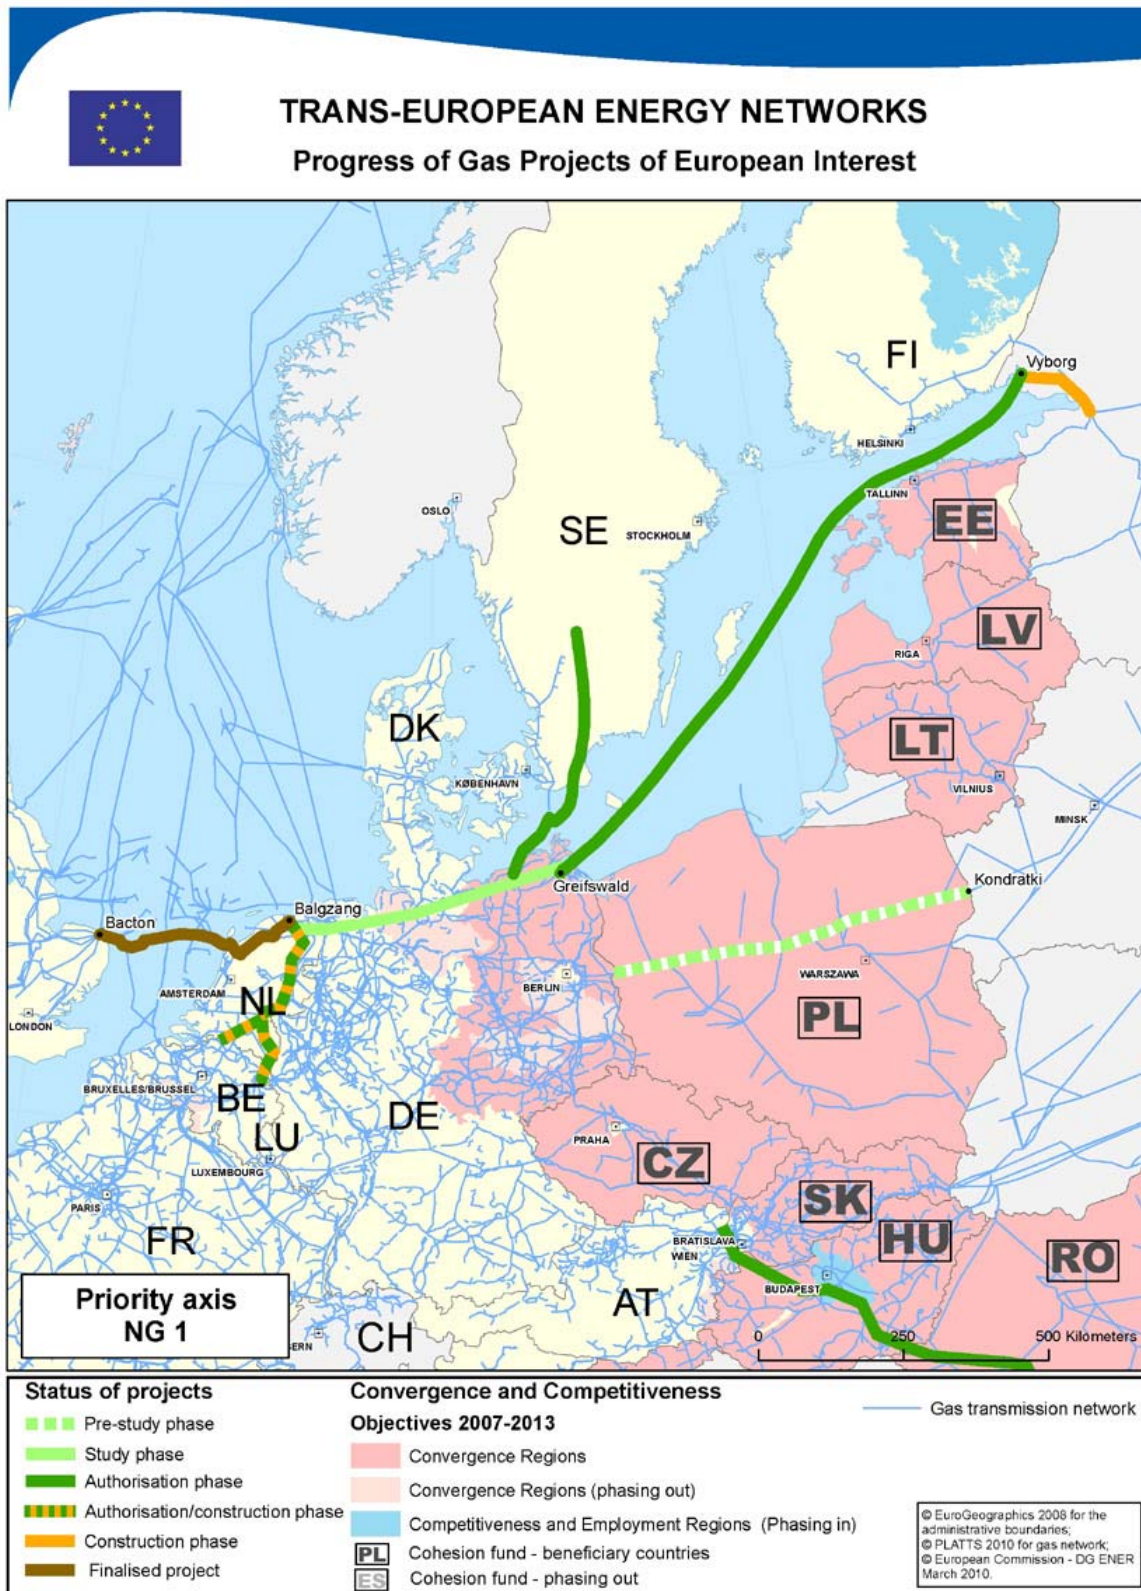 TRANS-EUROPEAN ENERGY NETWORKS
Progress of Gas Projects of European Interest
FI
Vyborg
HELSINKI
TALLINN
OSLO
SE
STOCKHOLM
EE
LV
RIGA
DK
LT
KØBENHAVN
VILNIUS
MINSK
Greifswald
Kondratki
Balgzang
Bacton
WARSZAWA
BERLIN
AMSTERDAM
NL
PL
LONDON
BRUXELLES/BRUSSEL
BE
DE
LU
PRAHA
CZ
LUXEMBOURG
SK
PARIS
FR
HU
BRATISLAVA
WIEN
RO
BUDAPEST
AT
Priority axis
NG 1
CH
ERN
0 250 500 Kilometers
Status of projects
Pre-study phase
Study phase
Authorisation phase
Authorisation/construction phase
Construction phase
Finalised project
Convergence and Competitiveness
Objectives 2007-2013
Convergence Regions
Convergence Regions (phasing out)
Competitiveness and Employment Regions (Phasing in)
PL Cohesion fund - beneficiary countries
ES Cohesion fund - phasing out
Gas transmission network
© EuroGeographics 2008 for the
administrative boundaries;
© PLATTS 2010 for gas network;
© European Commission - DG ENER
March 2010.